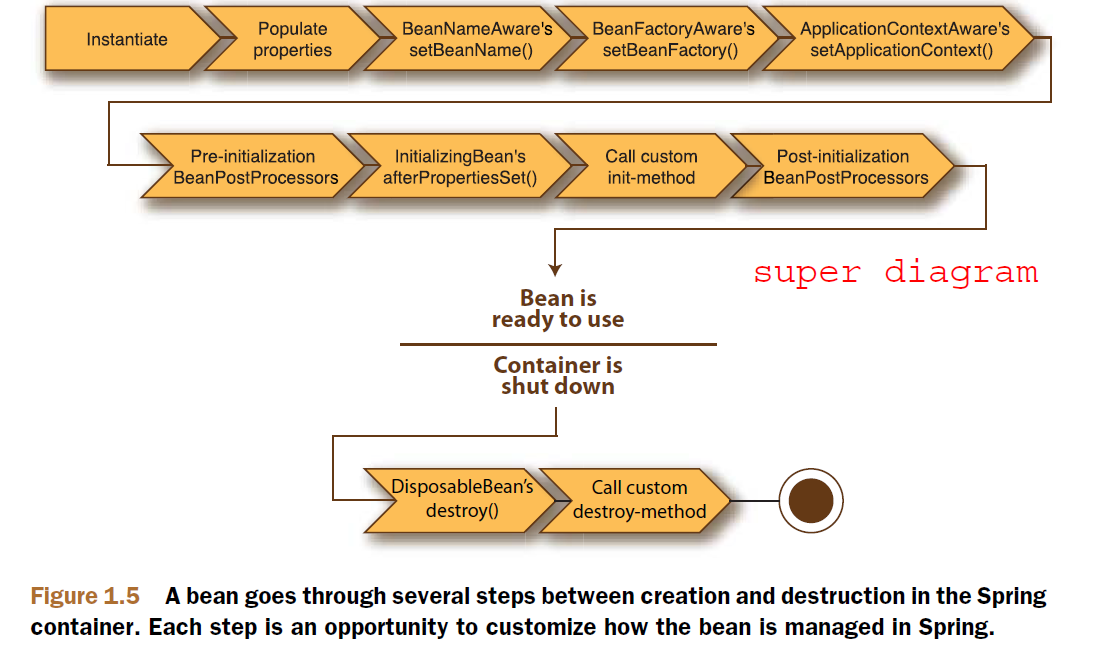 Instantiate
Populate
properties
BeanNameAware's
setBeanName()
BeanFactoryAware's
setBeanFactory()
ApplicationContextAware's
setApplicationContext()
Pre-initialization
BeanPostProcessors
InitializingBean's
afterPropertiesSet()
Call custom
init-method
Post-initialization
BeanPostProcessors
super diagram
Bean is
ready to use
Container is
shut down
DisposableBean's
destroy()
Call custom
destroy-method
Figure 1.5 A bean goes through several steps between creation and destruction in the Spring
container. Each step is an opportunity to customize how the bean is managed in Spring.